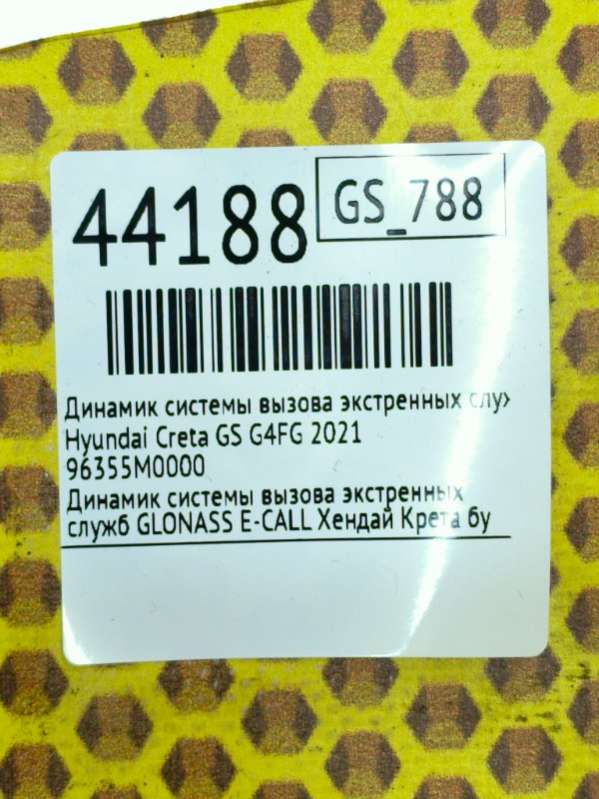 44188
GS_788
Динамик системы вызова экстренных служ
Hyundai Creta GS G4FG 2021
96355M0000
Динамик системы вызова экстренных
служб GLONASS E-CALL Хендай Крета бу